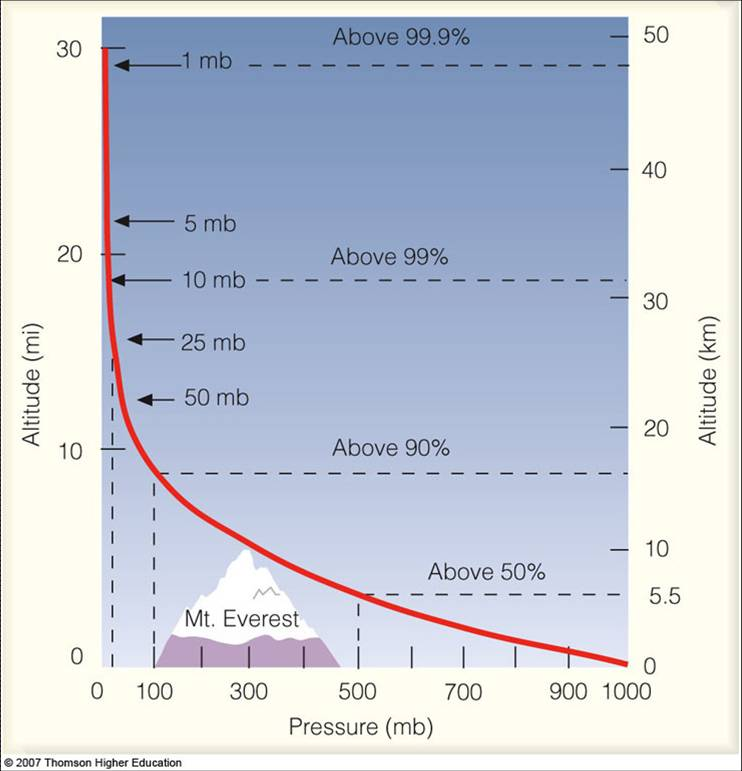 Above 99.9%
30
50
1 mb
40
5 mb
20
Above 99%
10 mb
30
25 mb
50 mb
20
Altitude (mi)
Altitude (km)
10
Above 90%
10
Above 50%
5.5
Mt. Everest
0
0
0 100 300 500 700 900 1000
Pressure (mb)
© 2007 Thomson Higher Education